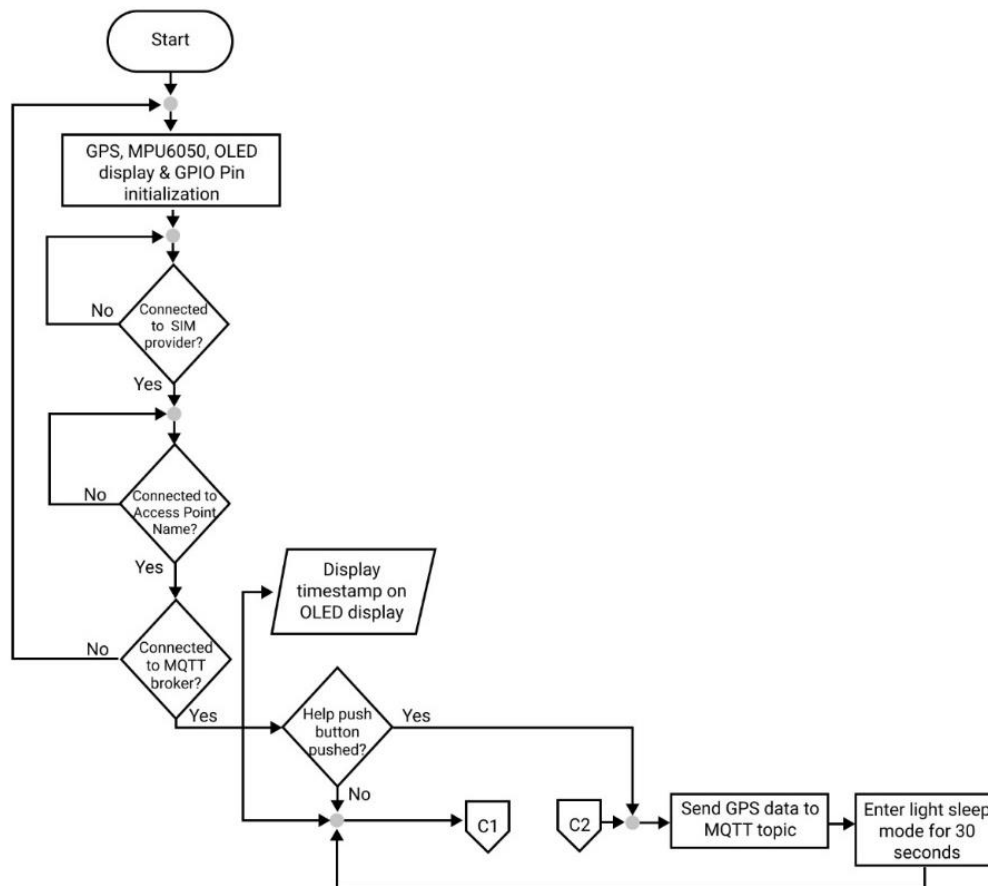 Start
GPS, MPU6050, OLED
display & GPIO Pin
initialization
No
Connected
to SIM
provider?
Yes
No
Connected to
Access Point
Name?
Yes
Display
timestamp on
OLED display
No
Connected
to MQTT
broker?
Yes
Help push
button
pushed?
Yes
No
C1
C2
Send GPS data to
MQTT topic
Enter light sleep
mode for 30
seconds